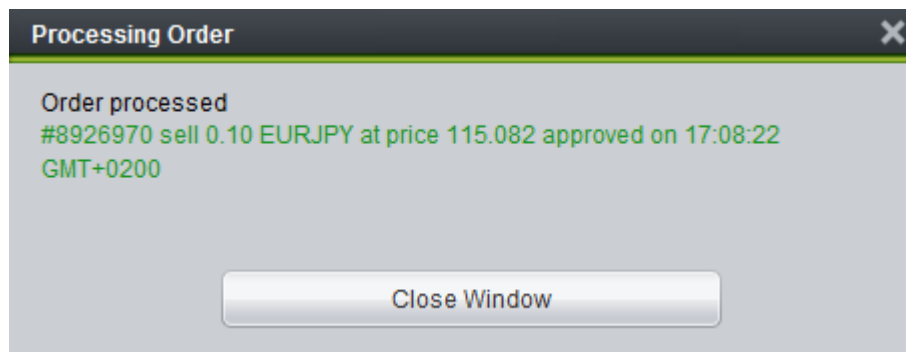 Processing Order
Order processed
#8926970 sell 0.10 EURJPY at price 115.082 approved on 17:08:22
GMT+0200
Close Window